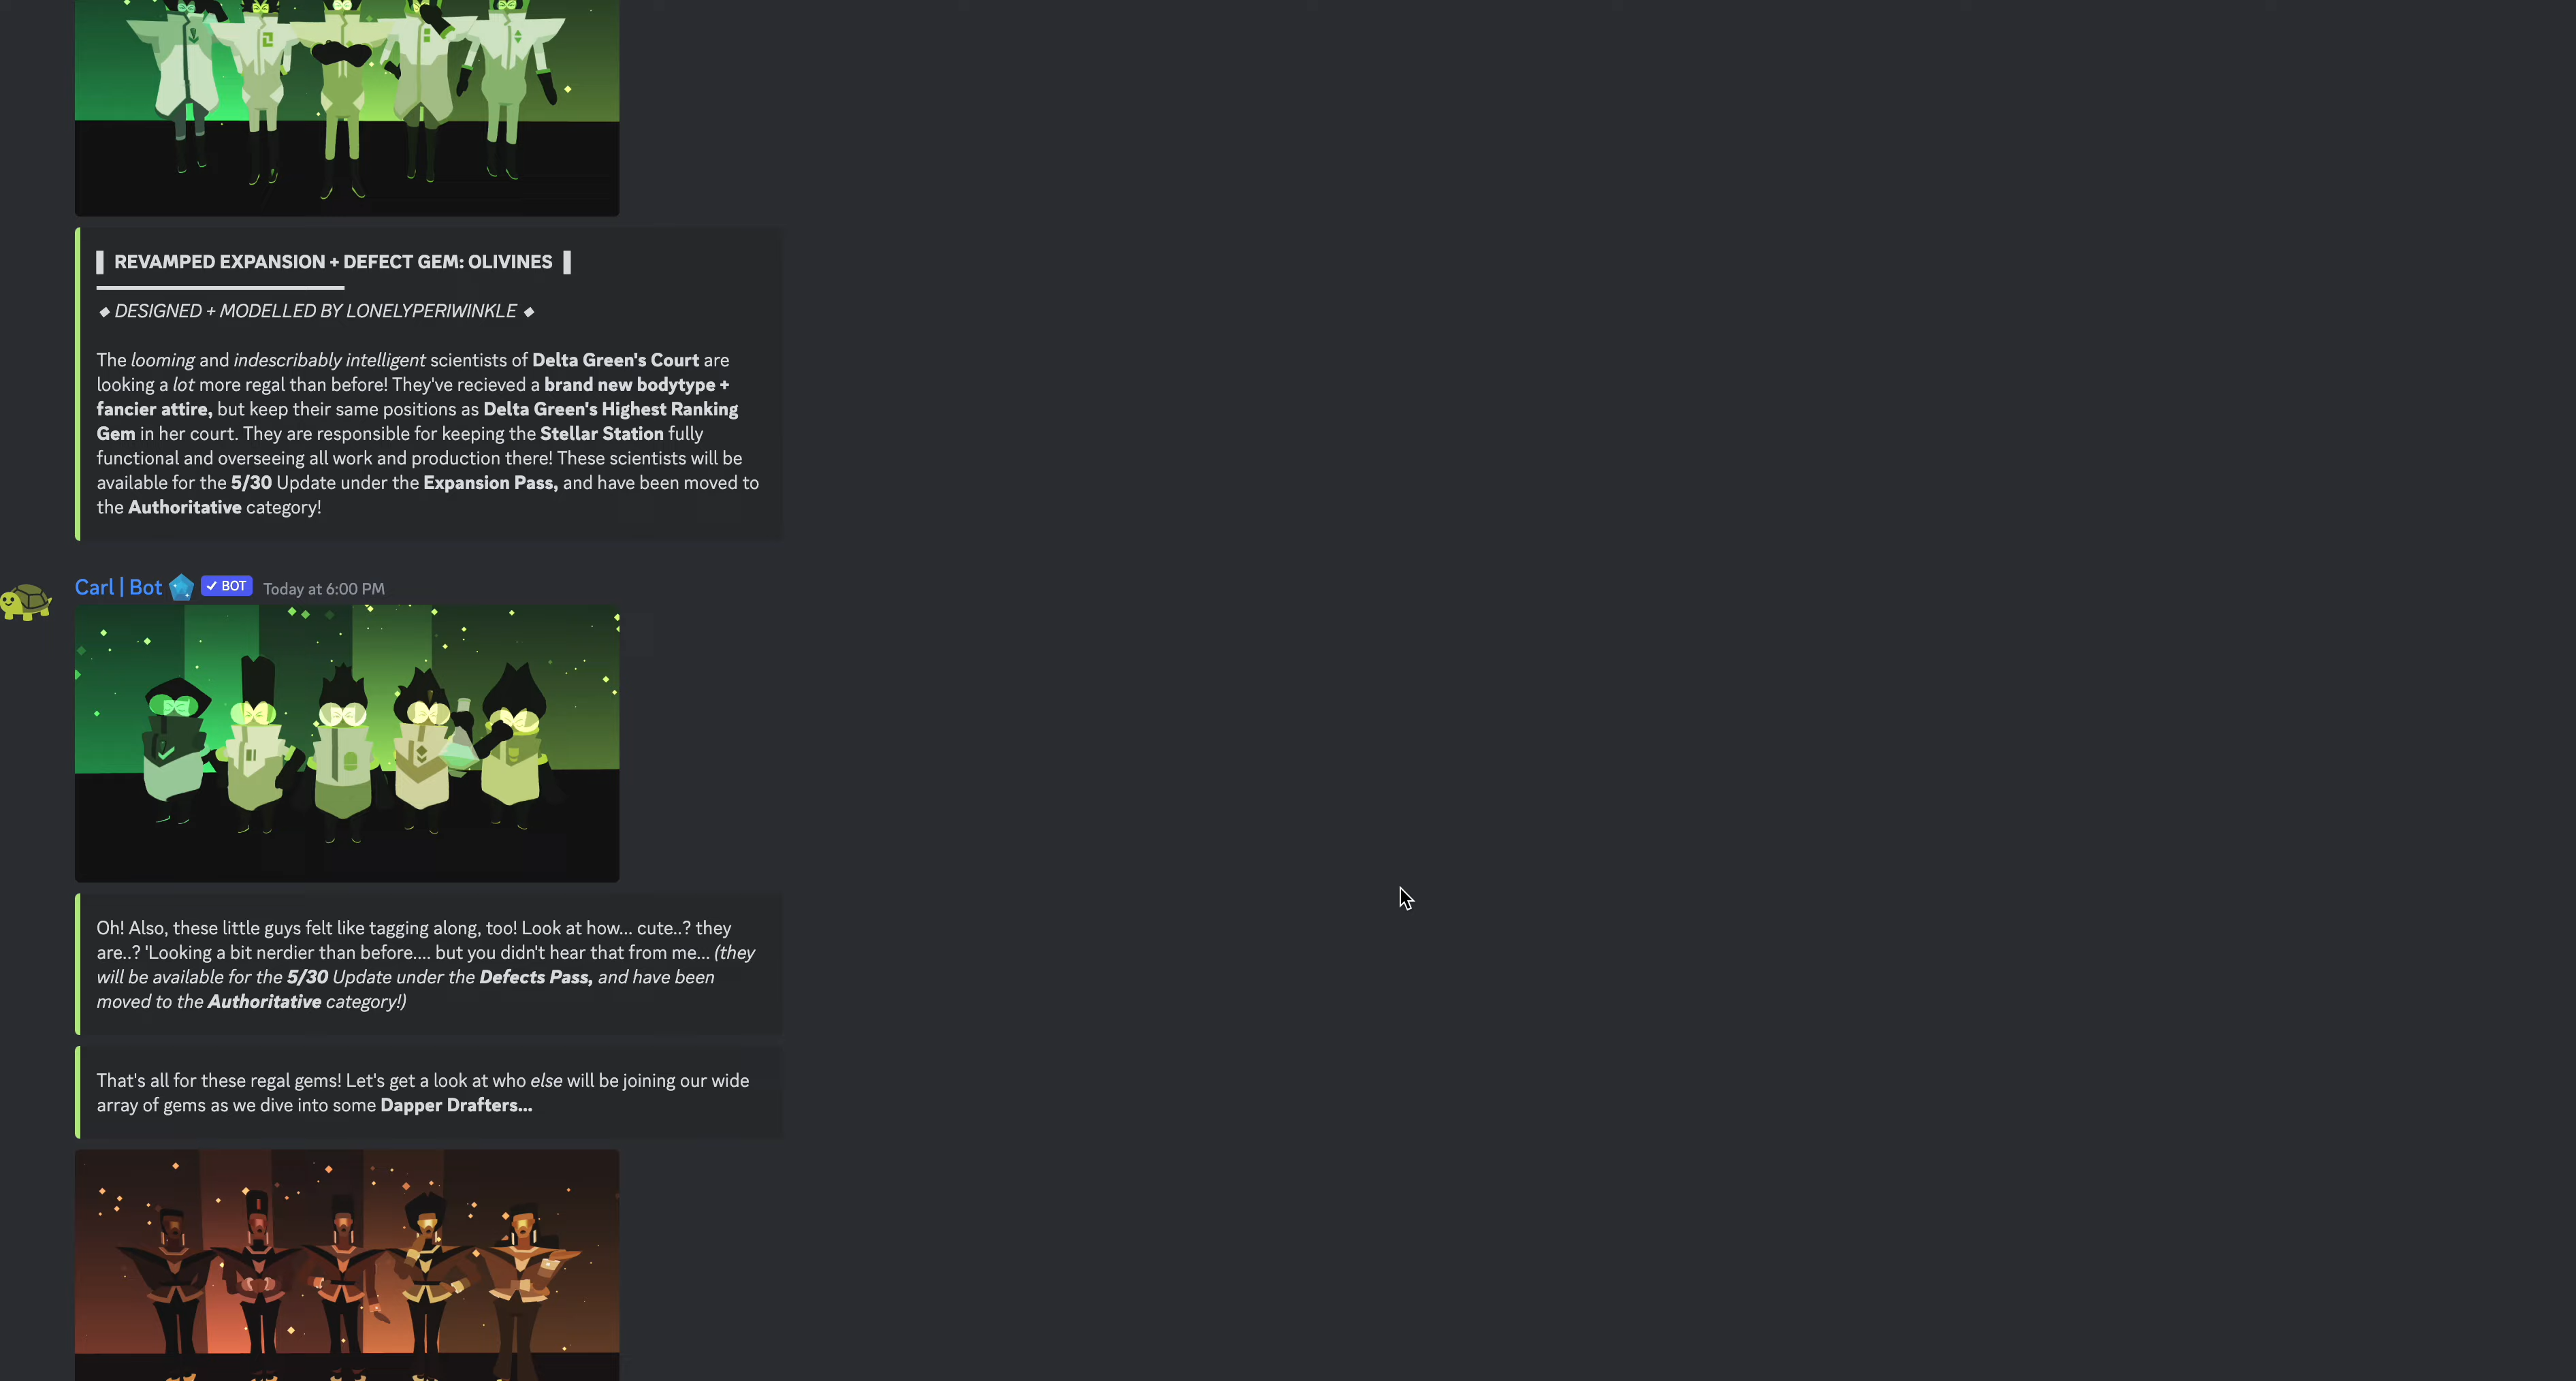 REVAMPED EXPANSION + DEFECT GEM: OLIVINES
◆ DESIGNED + MODELLED BY LONELYPERIWINKLE ◆
The looming and indescribably intelligent scientists of Delta Green's Court are
looking a lot more regal than before! They've recieved a brand new bodytype +
fancier attire, but keep their same positions as Delta Green's Highest Ranking
Gem in her court. They are responsible for keeping the Stellar Station fully
functional and overseeing all work and production there! These scientists will be
available for the 5/30 Update under the Expansion Pass, and have been moved to
the Authoritative category!
Carl | Bot ✓ BOT Today at 6:00 PM
Oh! Also, these little guys felt like tagging along, too! Look at how... cute..? they
are..? 'Looking a bit nerdier than before.... but you didn't hear that from me... (they
will be available for the 5/30 Update under the Defects Pass, and have been
moved to the Authoritative category!)
That's all for these regal gems! Let's get a look at who else will be joining our wide
array of gems as we dive into some Dapper Drafters...